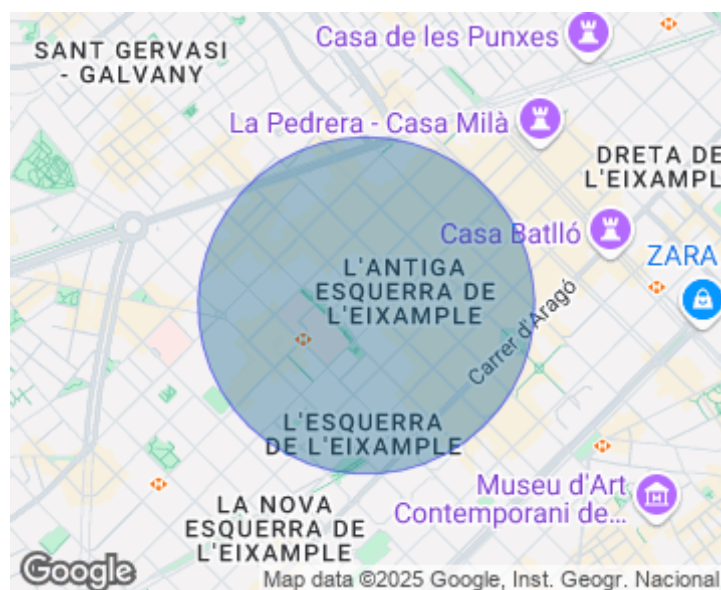 Casa de les Punxes
SANT GERVASI
- GALVANY
La Pedrera - Casa Milà
DRETA DE
L'EIXAMPL
Casa Batlló
ZARA
L'ANTIGA
ESQUERRA DE
L'EIXAMPLE
Carrer d'Aragó
L'ESQUERRA
DE L'EIXAMPLE
Museu d'Art
Contemporani de...
LA NOVA
ESQUERRA DE
L'EIXAMPLE
Google
Map data ©2025 Google, Inst. Geogr. Nacional